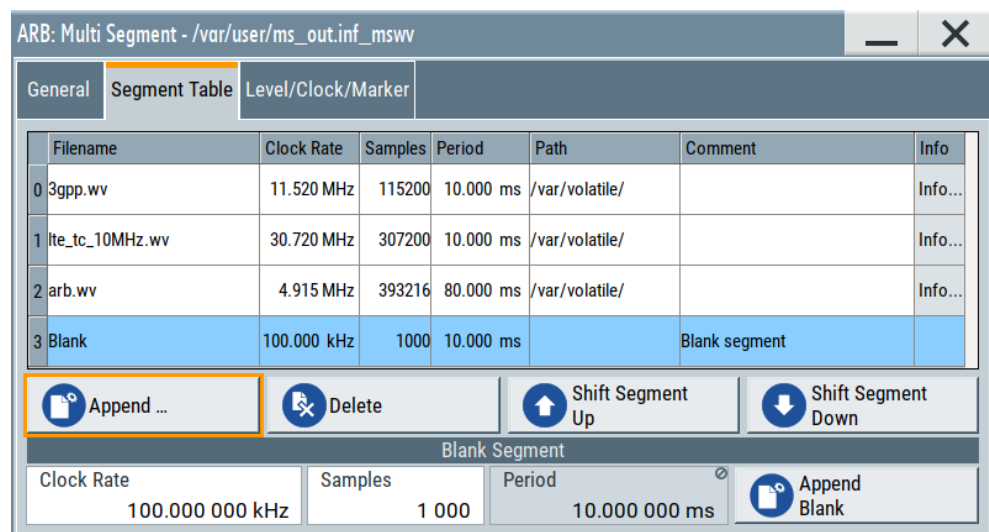 ARB: Multi Segment - /var/user/ms_out.inf_mswv
General Segment Table Level/Clock/Marker
Filename Clock Rate Samples Period Path Comment Info
0 3gpp.wv 11.520 MHz 115200 10.000 ms /var/volatile/ Info...
1 lte_tc_10MHz.wv 30.720 MHz 307200 10.000 ms /var/volatile/ Info...
2 arb.wv 4.915 MHz 393216 80.000 ms /var/volatile/ Info...
3 Blank 100.000 kHz 1000 10.000 ms Blank segment
Append ... Delete Shift Segment Up Shift Segment Down
Blank Segment
Clock Rate Samples Period
100.000 000 kHz 1 000 10.000 000 ms Append Blank